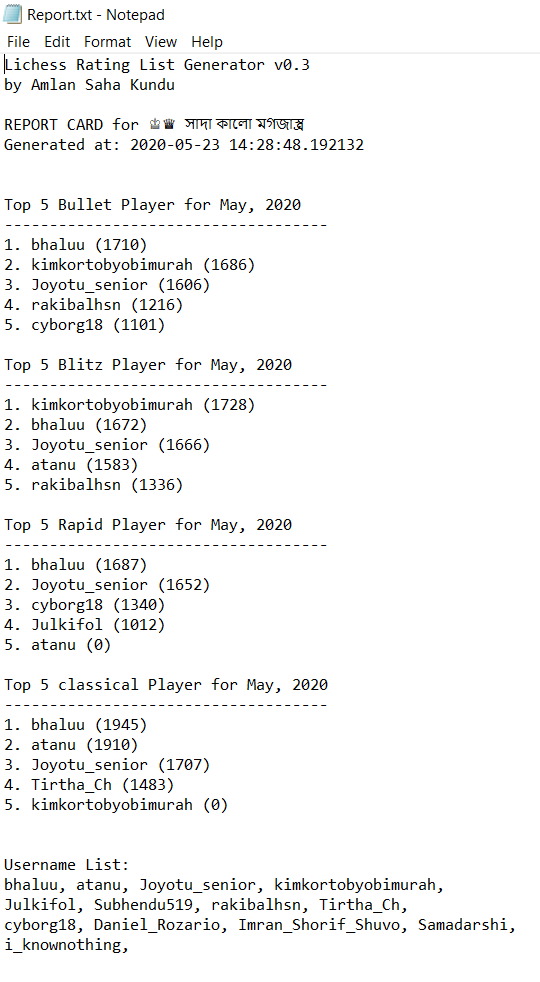 Report.txt - Notepad
File Edit Format View Help
Lichess Rating List Generator v0.3
by Amlan Saha Kundu
REPORT CARD for ♔♛ সাদা কালো মগজাস্ত্র
Generated at: 2020-05-23 14:28:48.192132
Top 5 Bullet Player for May, 2020
------------------------------------
1. bhaluu (1710)
2. kimkortobyobimurah (1686)
3. Joyotu_senior (1606)
4. rakibalhsn (1216)
5. cyborg18 (1101)
Top 5 Blitz Player for May, 2020
------------------------------------
1. kimkortobyobimurah (1728)
2. bhaluu (1672)
3. Joyotu_senior (1666)
4. atanu (1583)
5. rakibalhsn (1336)
Top 5 Rapid Player for May, 2020
------------------------------------
1. bhaluu (1687)
2. Joyotu_senior (1652)
3. cyborg18 (1340)
4. Julkifol (1012)
5. atanu (0)
Top 5 classical Player for May, 2020
------------------------------------
1. bhaluu (1945)
2. atanu (1910)
3. Joyotu_senior (1707)
4. Tirtha_Ch (1483)
5. kimkortobyobimurah (0)
Username List:
bhaluu, atanu, Joyotu_senior, kimkortobyobimurah,
Julkifol, Subhendu519, rakibalhsn, Tirtha_Ch,
cyborg18, Daniel_Rozario, Imran_Shorif_Shuvo, Samadarshi,
i_knownothing,